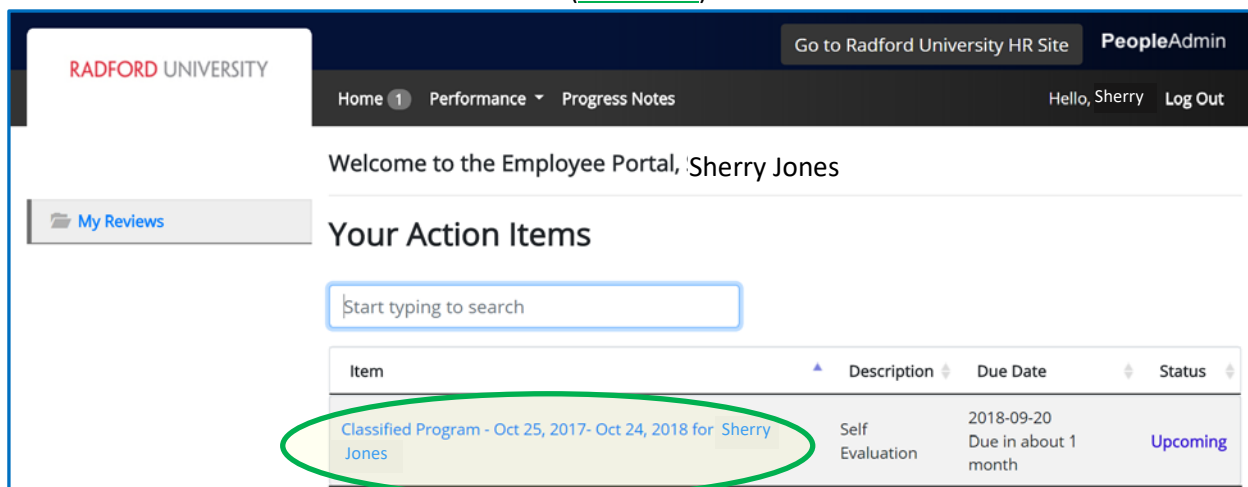 Go to Radford University HR Site PeopleAdmin
RADFORD UNIVERSITY
Home 1 Performance Progress Notes Hello, Sherry Log Out
Welcome to the Employee Portal, Sherry Jones
My Reviews
Your Action Items
Start typing to search
Item Description Due Date Status
Classified Program - Oct 25, 2017- Oct 24, 2018 for Sherry
Jones
Self
Evaluation
2018-09-20
Due in about 1
month
Upcoming